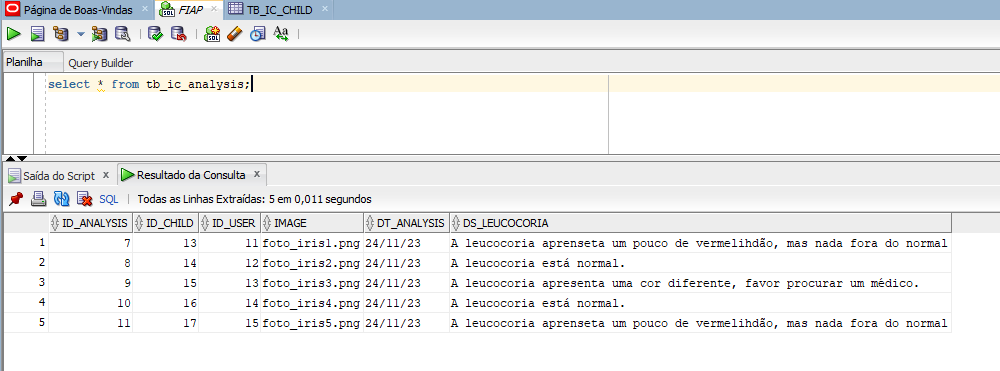 Página de Boas-Vindas × FIAP × TB_IC_CHILD ×
SQL SQL Aa
Planilha Query Builder
select * from tb_ic_analysis;
Saída do Script × Resultado da Consulta ×
SQL | Todas as Linhas Extraídas: 5 em 0,011 segundos
ID_ANALYSIS ID_CHILD ID_USER IMAGE DT_ANALYSIS DS_LEUCOCORIA
1 7 13 11 foto_iris1.png 24/11/23 A leucocoria aprenseta um pouco de vermelihdão, mas nada fora do normal
2 8 14 12 foto_iris2.png 24/11/23 A leucocoria está normal.
3 9 15 13 foto_iris3.png 24/11/23 A leucocoria apresenta uma cor diferente, favor procurar um médico.
4 10 16 14 foto_iris4.png 24/11/23 A leucocoria está normal.
5 11 17 15 foto_iris5.png 24/11/23 A leucocoria aprenseta um pouco de vermelihdão, mas nada fora do normal